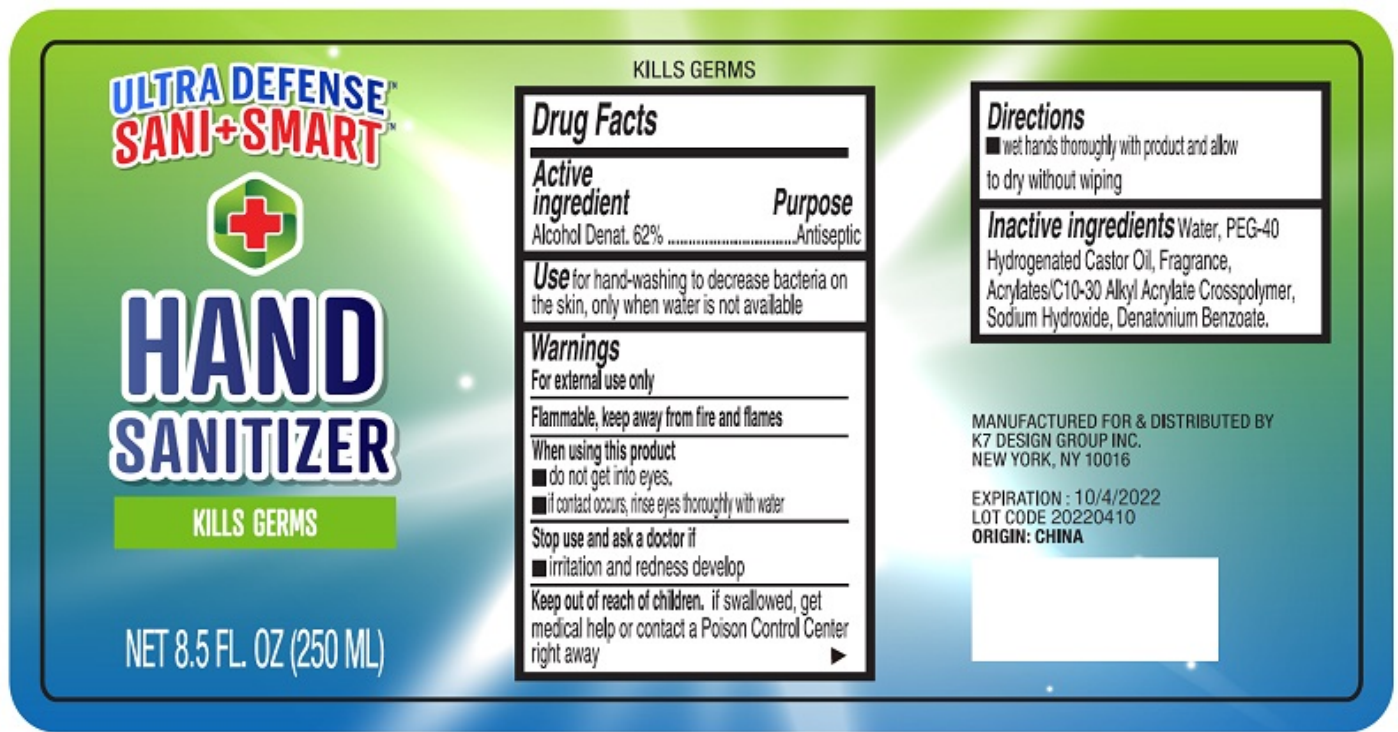 ULTRA DEFENSE™
SANI+SMART™
HAND
SANITIZER
KILLS GERMS
NET 8.5 FL. OZ (250 ML)
KILLS GERMS
Drug Facts
Active
ingredient Purpose
Alcohol Denat. 62% ................................Antiseptic
Use for hand-washing to decrease bacteria on
the skin, only when water is not available
Warnings
For external use only
Flammable, keep away from fire and flames
When using this product
■ do not get into eyes,
■ if contact occurs, rinse eyes thoroughly with water
Stop use and ask a doctor if
■ irritation and redness develop
Keep out of reach of children. if swallowed, get
medical help or contact a Poison Control Center
right away ▶
Directions
■ wet hands thoroughly with product and allow
to dry without wiping
Inactive ingredients Water, PEG-40
Hydrogenated Castor Oil, Fragrance,
Acrylates/C10-30 Alkyl Acrylate Crosspolymer,
Sodium Hydroxide, Denatonium Benzoate.
MANUFACTURED FOR & DISTRIBUTED BY
K7 DESIGN GROUP INC.
NEW YORK, NY 10016
EXPIRATION : 10/4/2022
LOT CODE 20220410
ORIGIN: CHINA